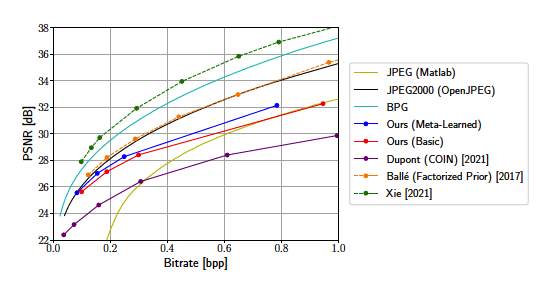 38
36
34
32
30
28
26
24
22
PSNR [dB]
0.0 0.2 0.4 0.6 0.8 1.0
Bitrate [bpp]
JPEG (Matlab)
JPEG2000 (OpenJPEG)
BPG
Ours (Meta-Learned)
Ours (Basic)
Dupont (COIN) [2021]
Ballé (Factorized Prior) [2017]
Xie [2021]